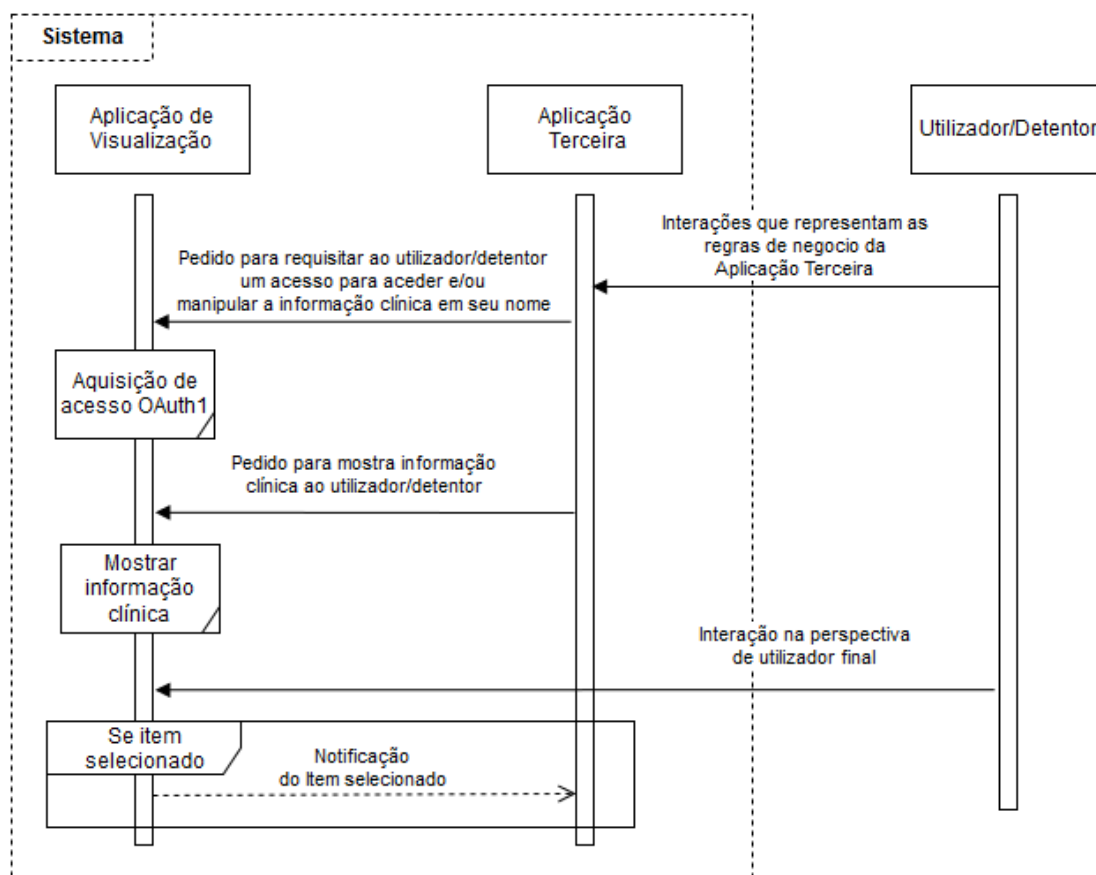 Sistema
Aplicação de
Visualização
Aplicação
Terceira
Utilizador/Detentor
Interações que representam as
regras de negocio da
Aplicação Terceira
Pedido para requisitar ao utilizador/detentor
um acesso para aceder e/ou
manipular a informação clínica em seu nome
Aquisição de
acesso OAuth1
Pedido para mostra informação
clínica ao utilizador/detentor
Mostrar
informação
clínica
Interação na perspectiva
de utilizador final
Se item
selecionado
Notificação
do Item selecionado